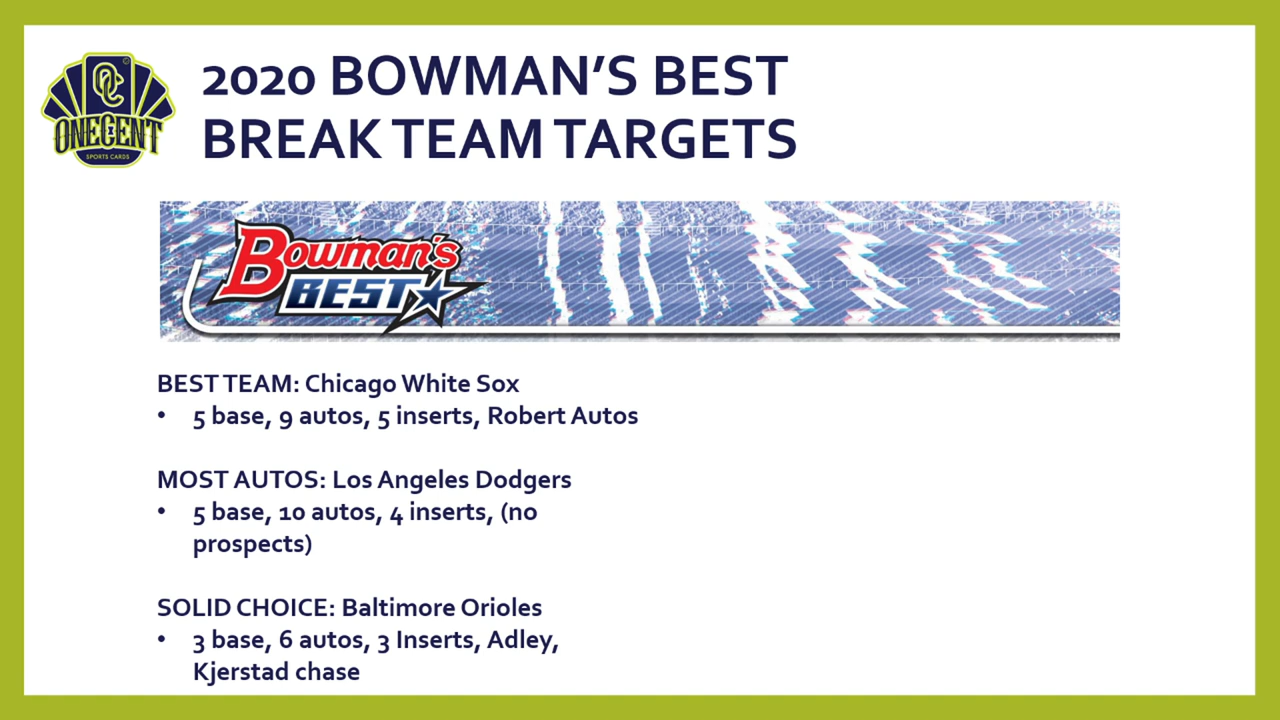 OC
ONECENT
SPORTS CARDS
2020 BOWMAN’S BEST
BREAK TEAM TARGETS
Bowman's
BEST
BEST TEAM: Chicago White Sox
• 5 base, 9 autos, 5 inserts, Robert Autos
MOST AUTOS: Los Angeles Dodgers
• 5 base, 10 autos, 4 inserts, (no
prospects)
SOLID CHOICE: Baltimore Orioles
• 3 base, 6 autos, 3 Inserts, Adley,
Kjerstad chase